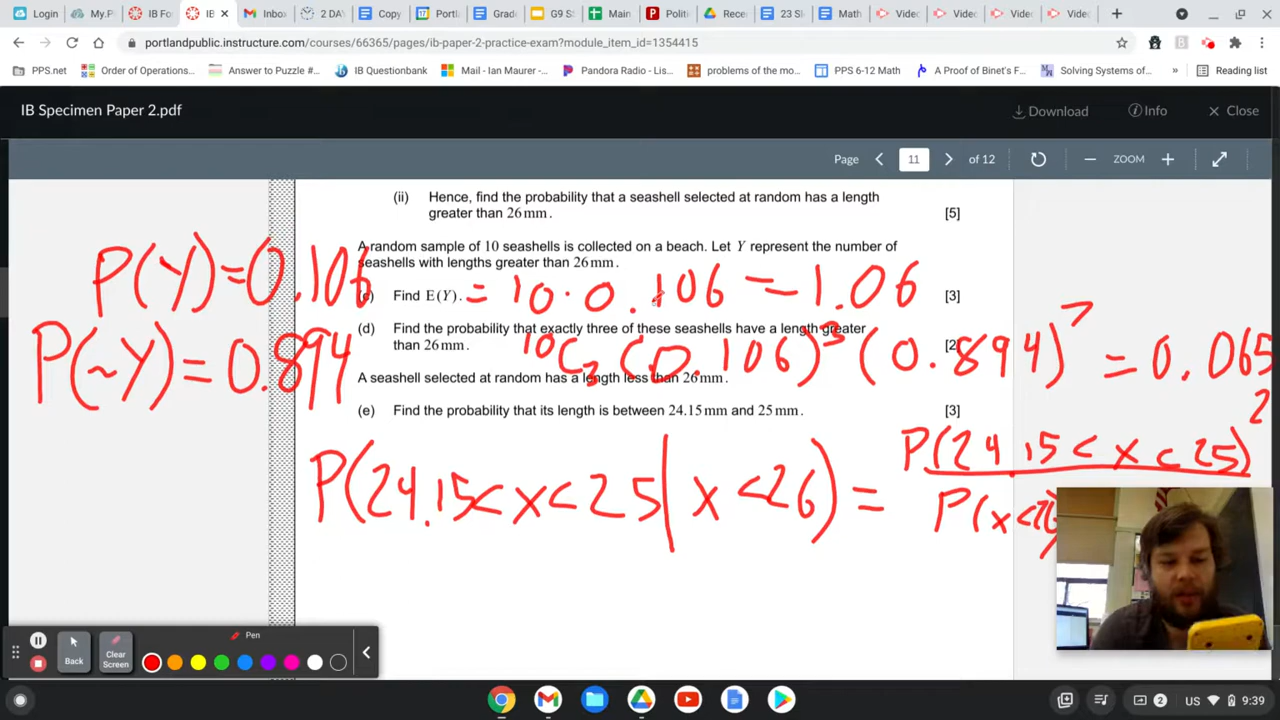 Login My.P IB Fo IB Inbo 2 DAY Copy Portl Grade G9 S Main Politi Rece 23 Sl Math Video Video Video Video
portlandpublic.instructure.com/courses/66365/pages/ib-paper-2-practice-exam?module_item_id=1354415
PPS.net Order of Operations... Answer to Puzzle #... IB Questionbank Mail - Ian Maurer -... Pandora Radio - Lis... problems of the mo... PPS 6-12 Math A Proof of Binet's F... Solving Systems of... » Reading list
IB Specimen Paper 2.pdf Download Info Close
Page 11 of 12 ZOOM
(ii) Hence, find the probability that a seashell selected at random has a length
greater than 26 mm. [5]
A random sample of 10 seashells is collected on a beach. Let Y represent the number of
seashells with lengths greater than 26 mm.
P(Y)=0.106
(c) Find E(Y). = 10·0.106 = 1.06 [3]
(d) Find the probability that exactly three of these seashells have a length greater
than 26 mm. [2]
P(~Y)=0.894
10C3 (0.106)^3 (0.894)^7 = 0.0652
A seashell selected at random has a length less than 26 mm.
(e) Find the probability that its length is between 24.15 mm and 25 mm. [3]
P(24.15<x<25 | x<26) =
P(24.15<x<25)
P(x<26)
Pen
Back Clear Screen
2 US 9:39